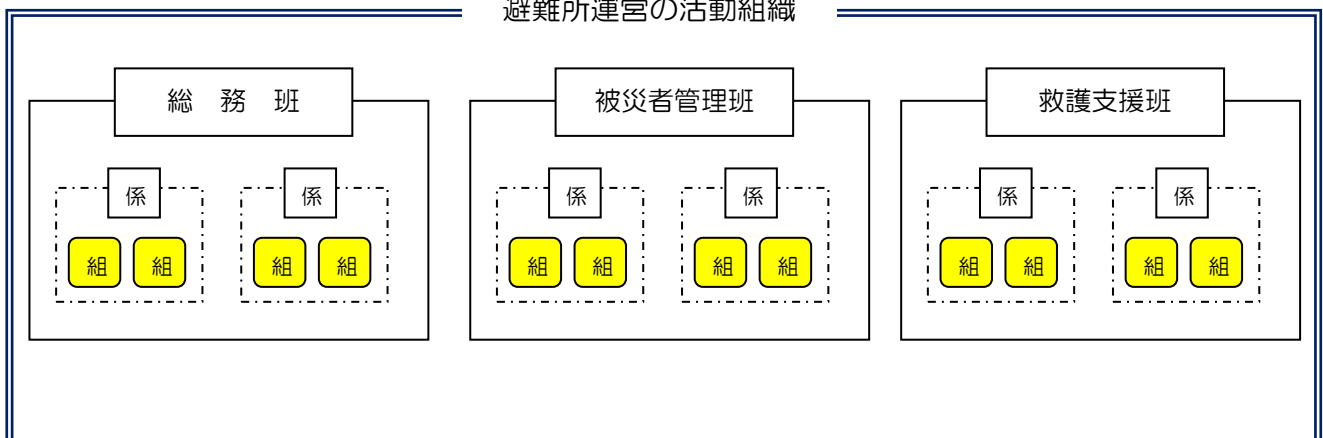 避難所運営の活動組織
総 務 班 被災者管理班 救護支援班
係 係 係 係 係 係
組 組 組 組 組 組 組 組 組 組 組 組